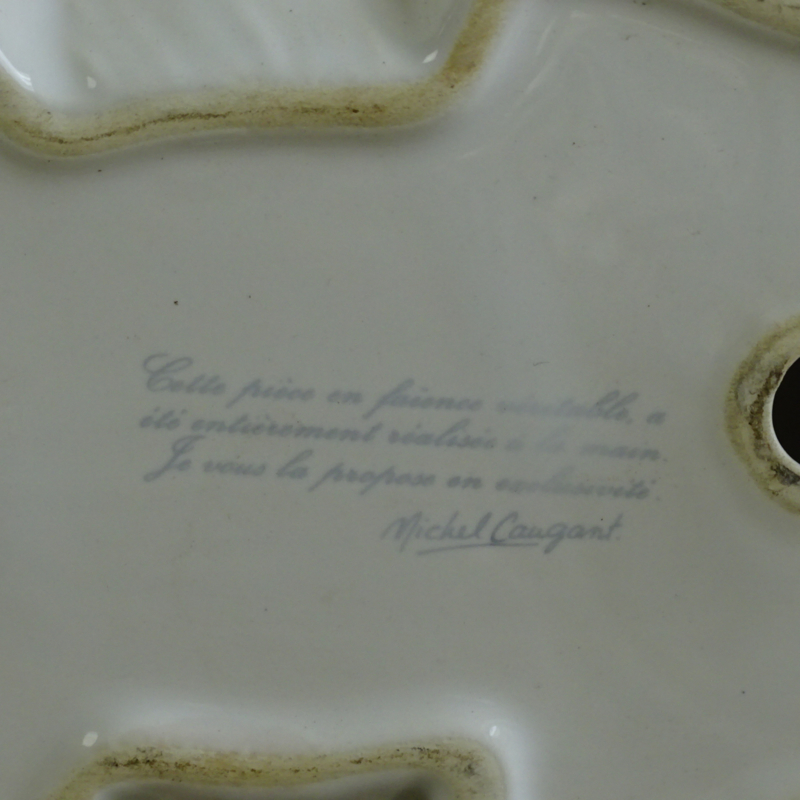 Cette pièce en faïence véritable, a
été entièrement réalisée à la main.
Je vous la propose en exclusivité.
Michel Caugant.